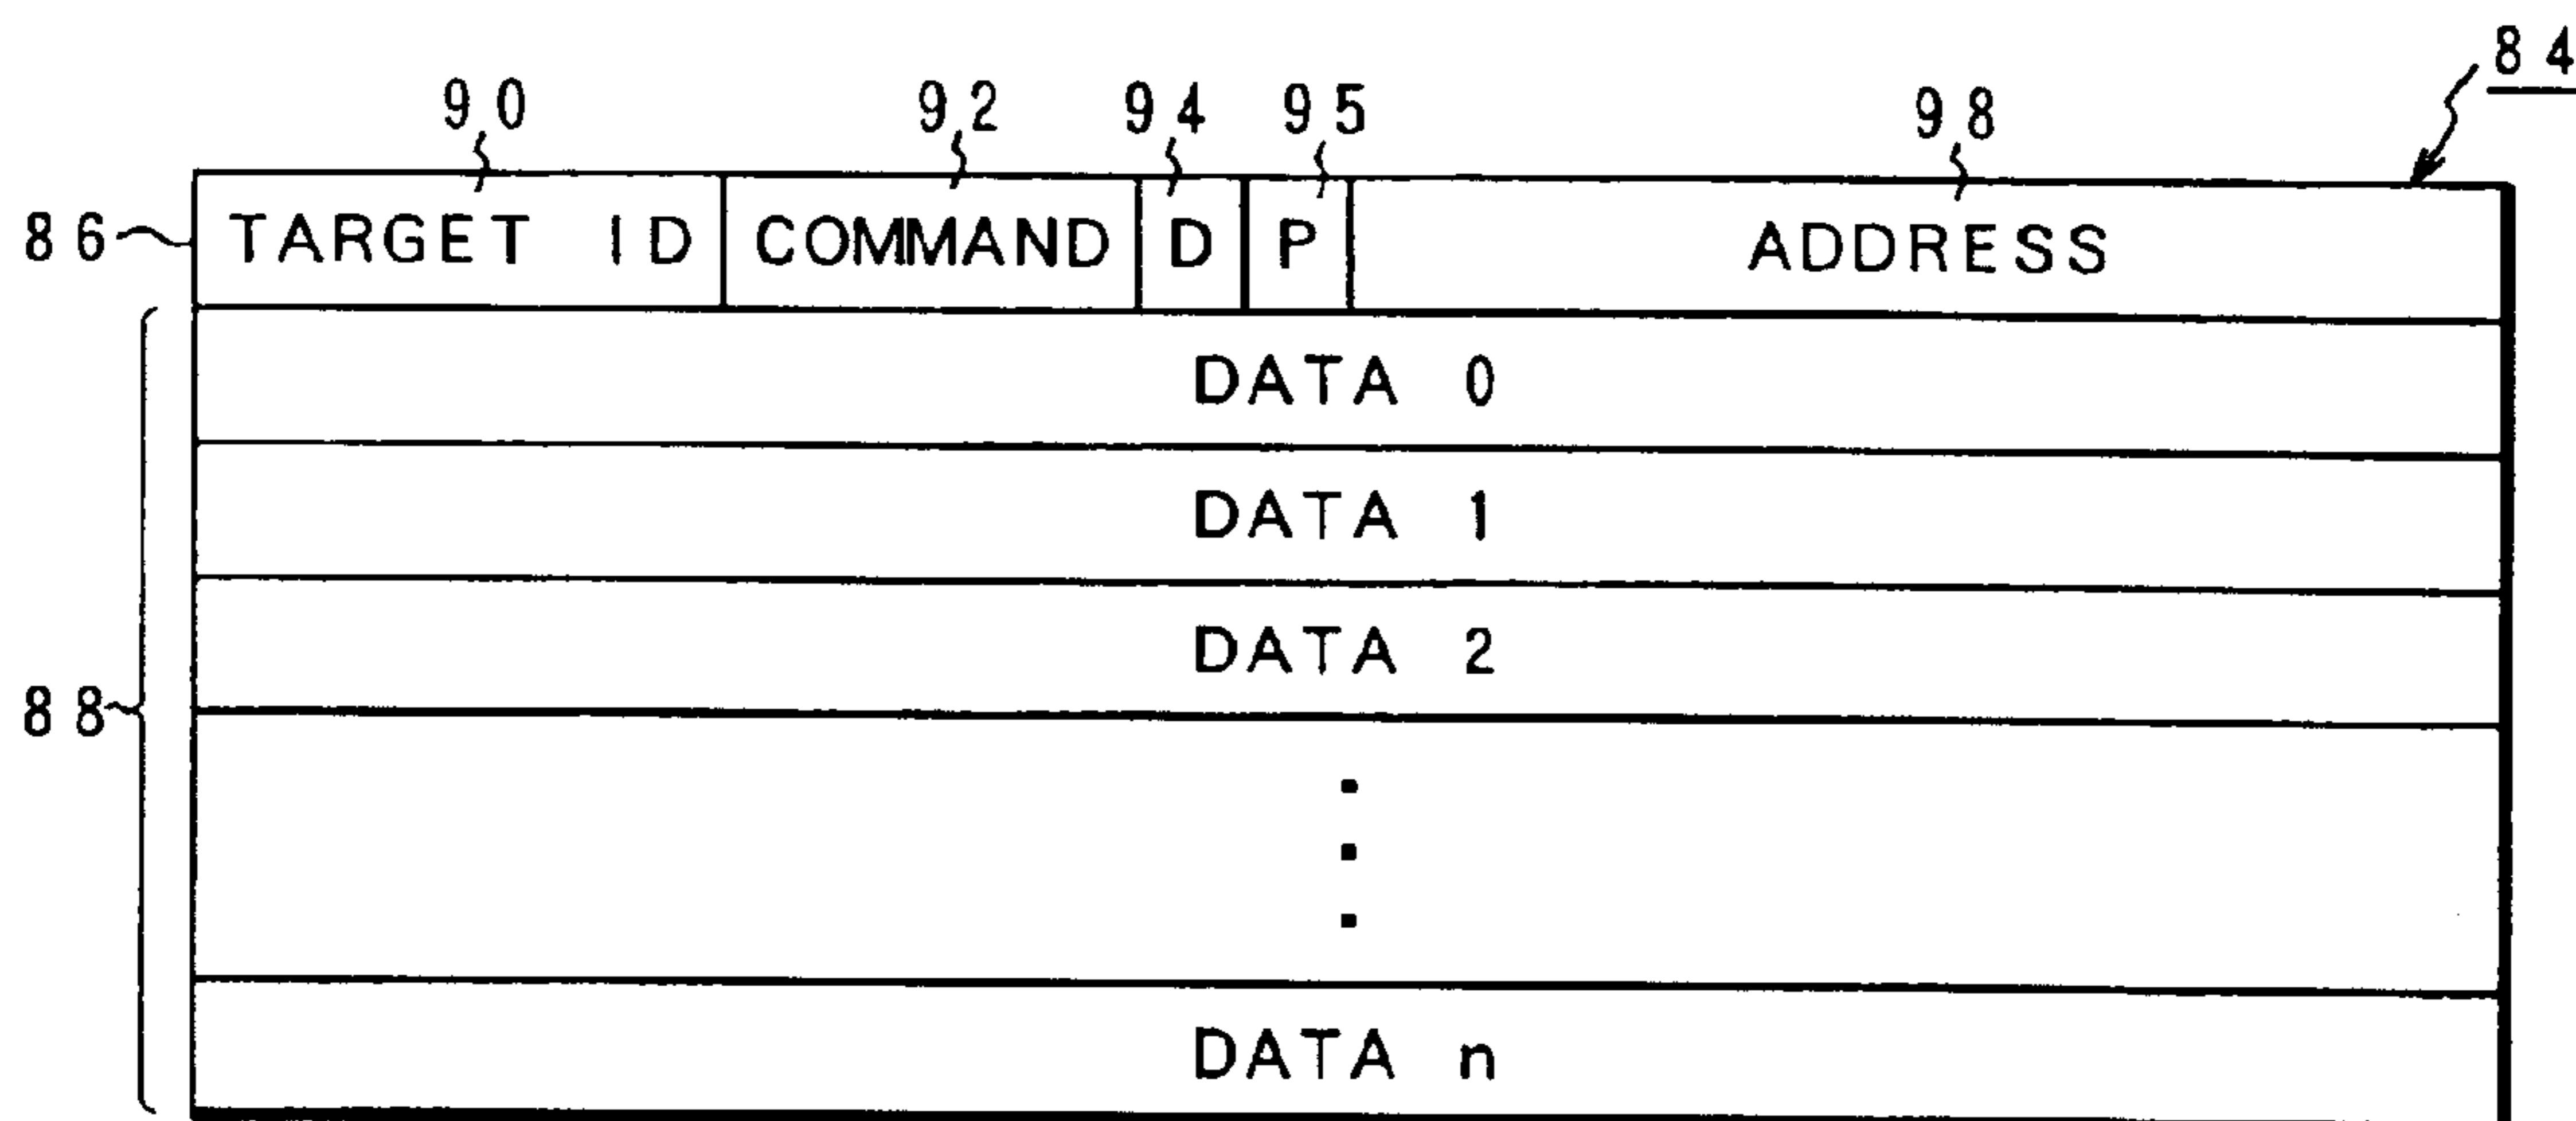 84
90 92 94 95 98
86 TARGET ID COMMAND D P ADDRESS
DATA 0
DATA 1
DATA 2
88
DATA n